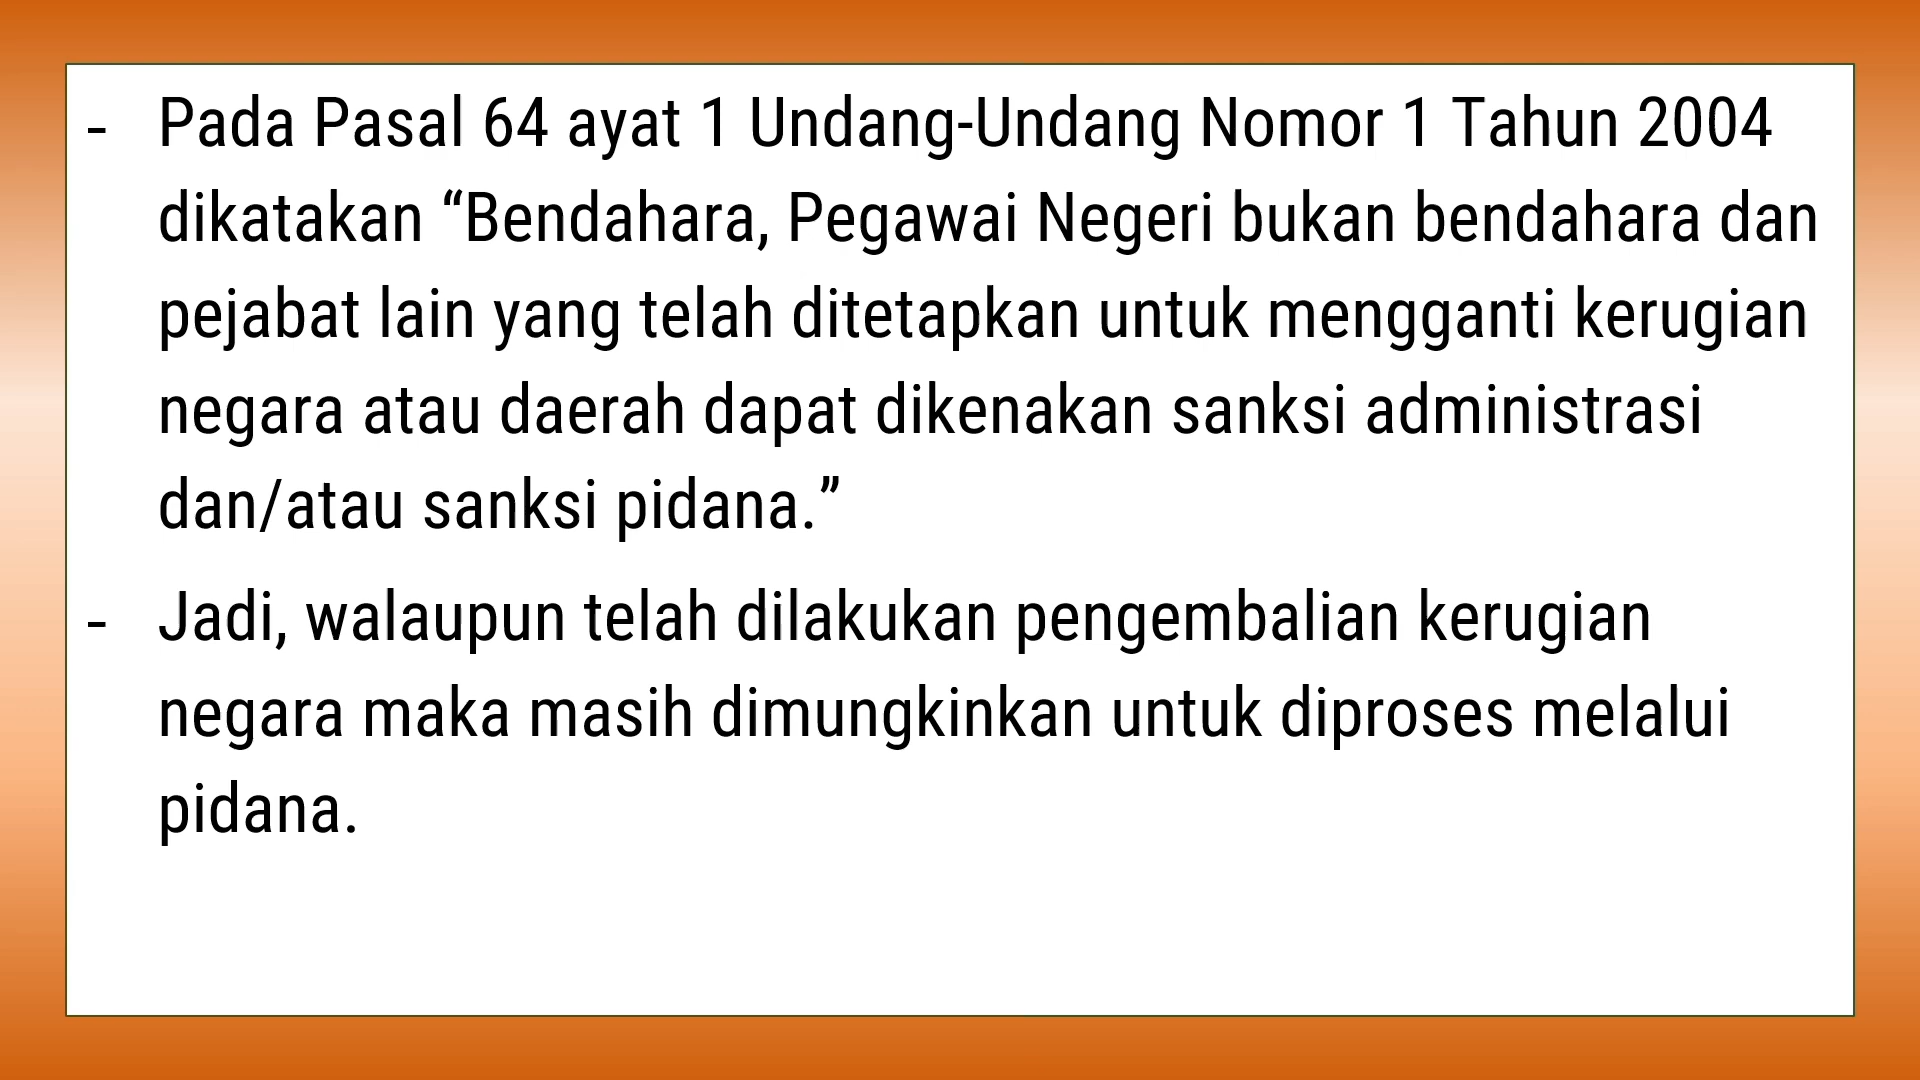 - Pada Pasal 64 ayat 1 Undang-Undang Nomor 1 Tahun 2004
dikatakan “Bendahara, Pegawai Negeri bukan bendahara dan
pejabat lain yang telah ditetapkan untuk mengganti kerugian
negara atau daerah dapat dikenakan sanksi administrasi
dan/atau sanksi pidana.”
- Jadi, walaupun telah dilakukan pengembalian kerugian
negara maka masih dimungkinkan untuk diproses melalui
pidana.